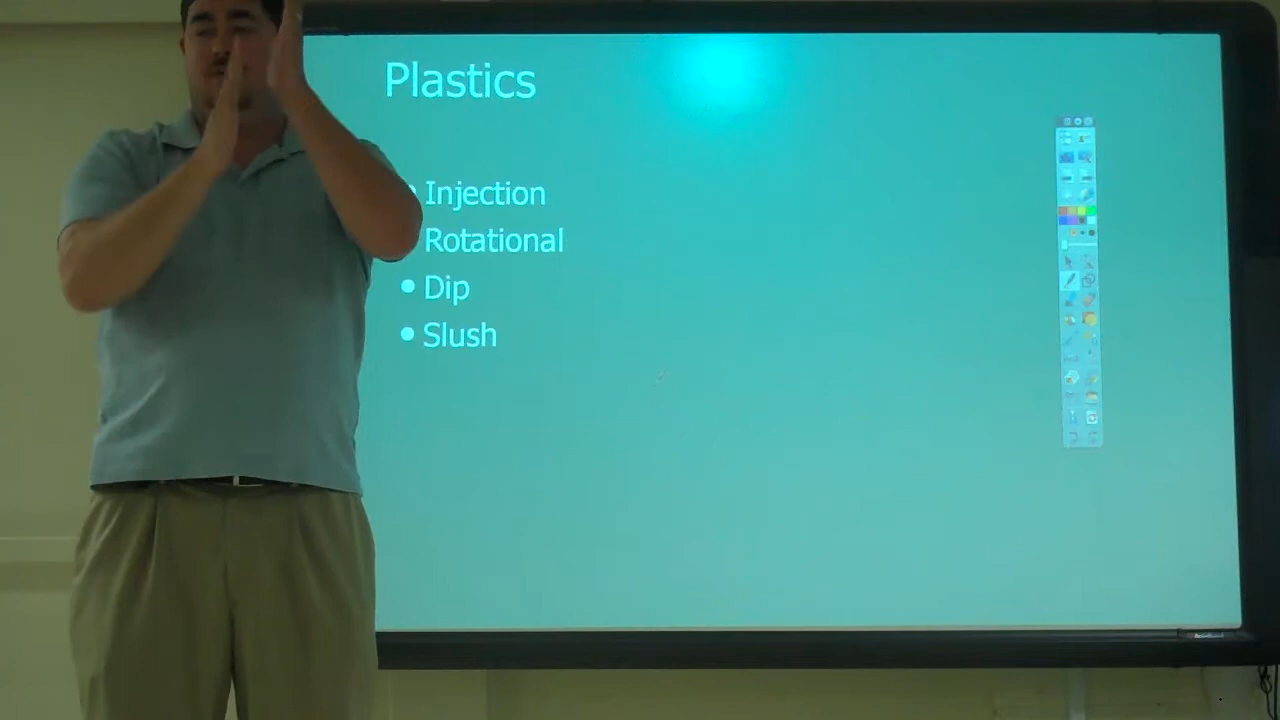 Plastics
Injection
Rotational
• Dip
• Slush